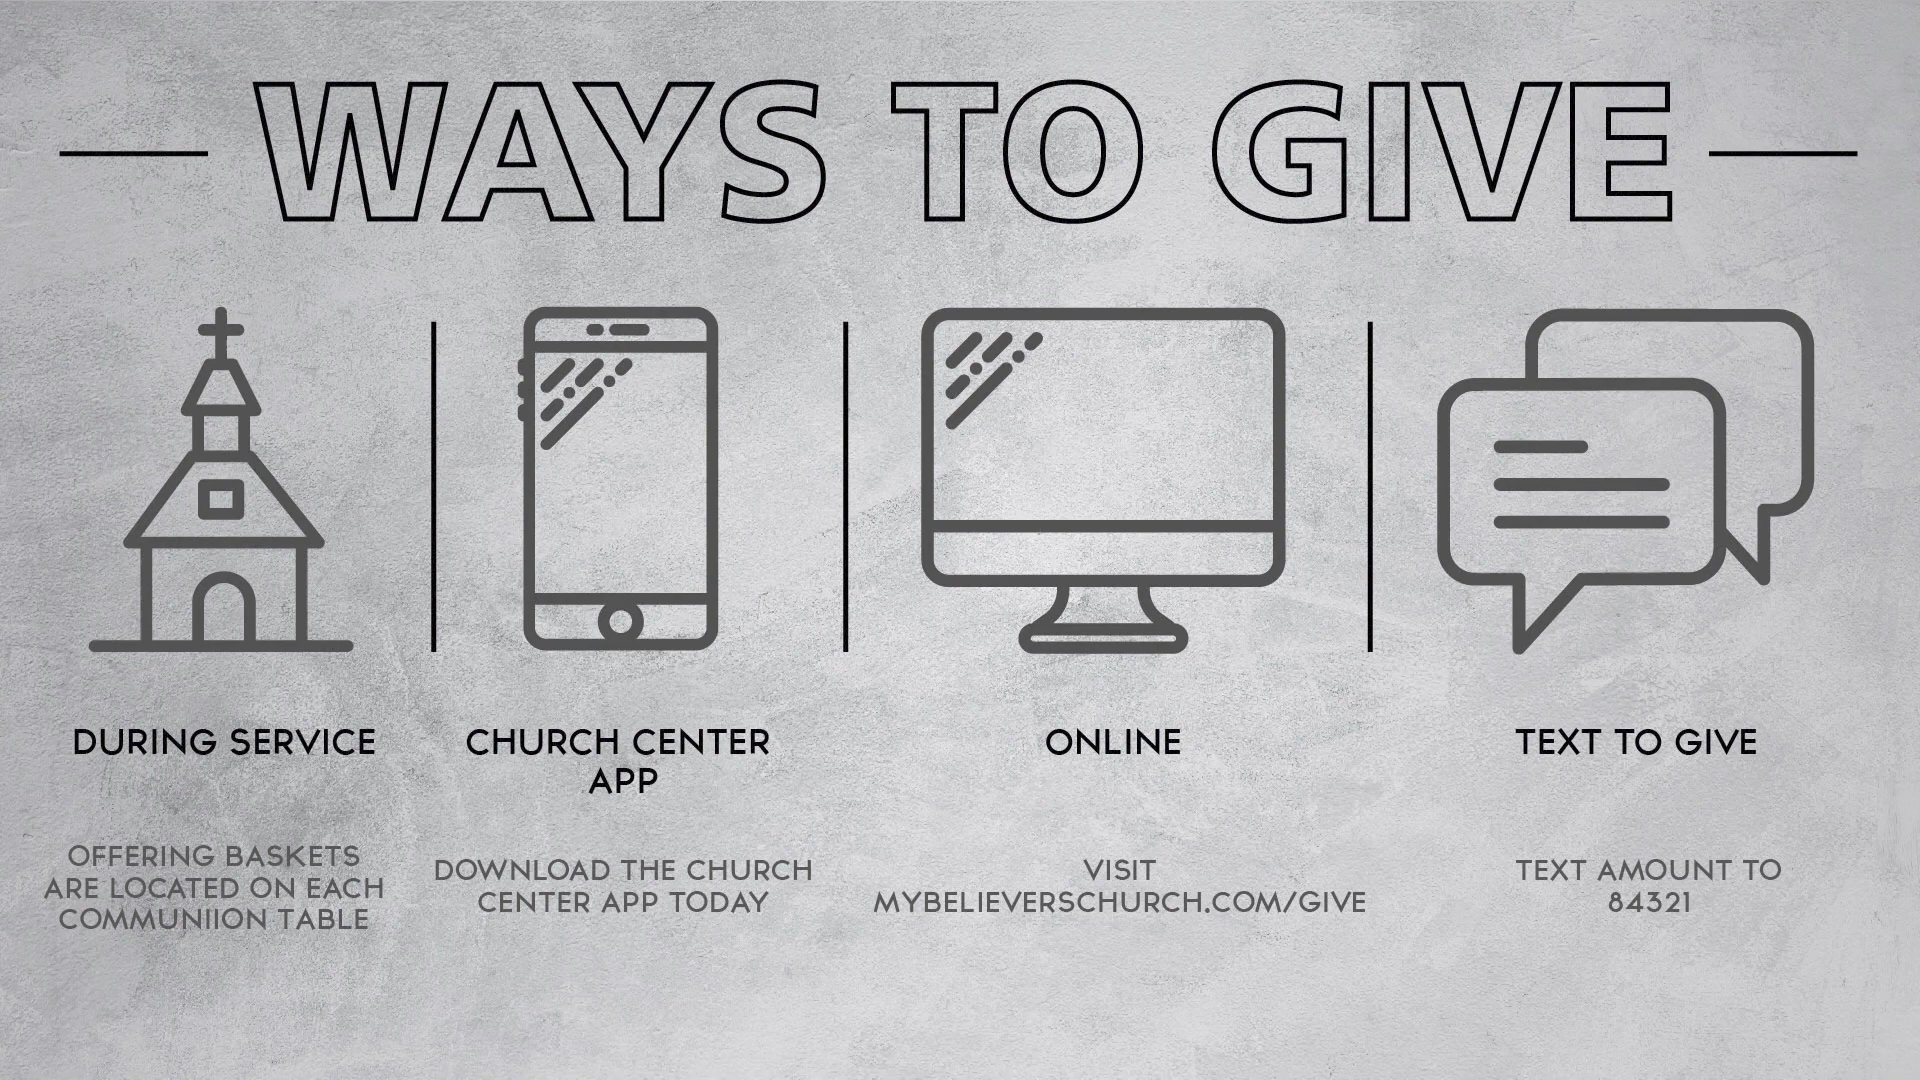 WAYS TO GIVE
DURING SERVICE
OFFERING BASKETS
ARE LOCATED ON EACH
COMMUNIION TABLE
CHURCH CENTER
APP
DOWNLOAD THE CHURCH
CENTER APP TODAY
ONLINE
VISIT
MYBELIEVERSCHURCH.COM/GIVE
TEXT TO GIVE
TEXT AMOUNT TO
84321